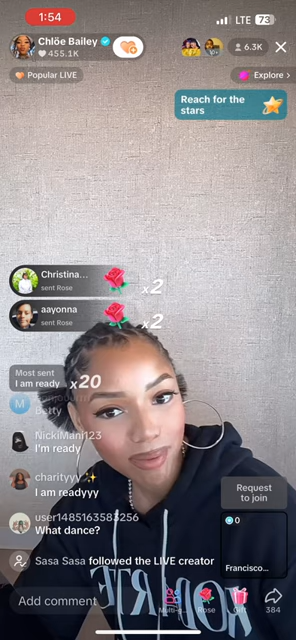 1:54
LTE 73
Chlöe Bailey
455.1K
6.3K
Popular LIVE
Explore >
Reach for the
stars
Christina...
sent Rose
x2
aayonna
sent Rose
x2
Most sent
I am ready
x20
M
Betty
NickiMani123
I'm ready
charityyy ✨
I am readyyy
Request
to join
user1485163583256
What dance?
0
Sasa Sasa followed the LIVE creator
Francisco...
Add comment
Multi-g...
Rose
Gift
384